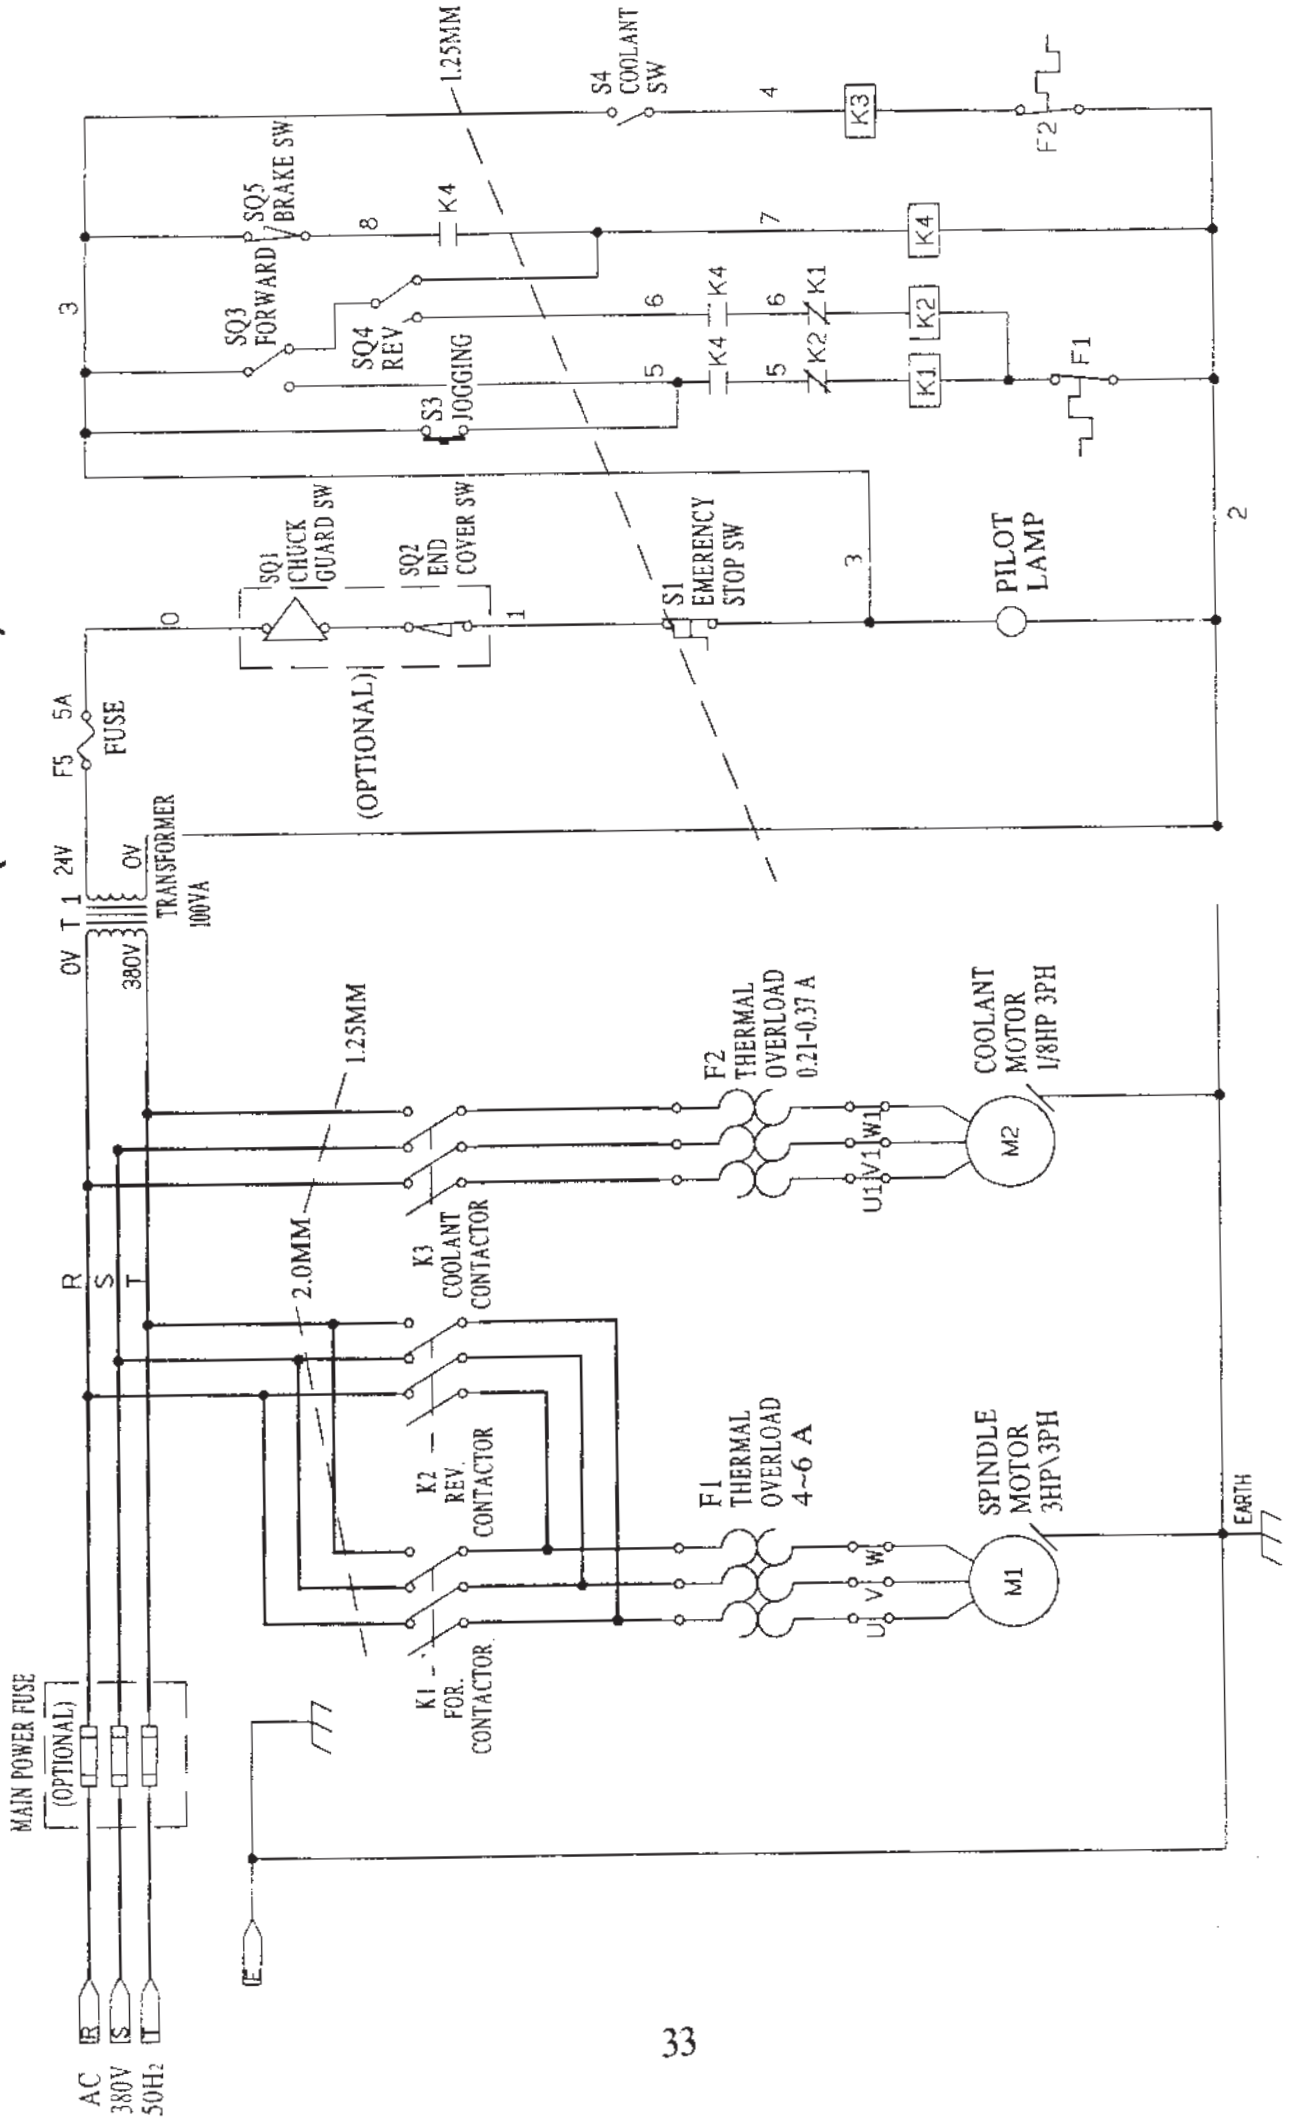 AC
380V
50H2
R
S
T
E
MAIN POWER FUSE
(OPTIONAL)
R
S
T
2.0MM
1.25MM
K1
FOR.
CONTACTOR
K2
REV.
CONTACTOR
K3
COOLANT
CONTACTOR
F1
THERMAL
OVERLOAD
4~6 A
F2
THERMAL
OVERLOAD
0.21-0.37 A
U
V
W
U1
V1
W1
M1
SPINDLE
MOTOR
3HP\3PH
M2
COOLANT
MOTOR
1/8HP 3PH
EARTH
0V
T1
24V
380V
0V
TRANSFORMER
100VA
F5
5A
FUSE
0
SQ1
CHUCK
GUARD SW
SQ2
END
COVER SW
(OPTIONAL)
1
S1
EMERENCY
STOP SW
3
PILOT
LAMP
2
3
S3
JOGGING
SQ3
FORWARD
SQ4
REV
SQ5
BRAKE SW
8
K4
5
K4
5
K2
K1
F1
6
K4
6
K1
K2
7
K4
1.25MM
S4
COOLANT
SW
4
K3
F2
33